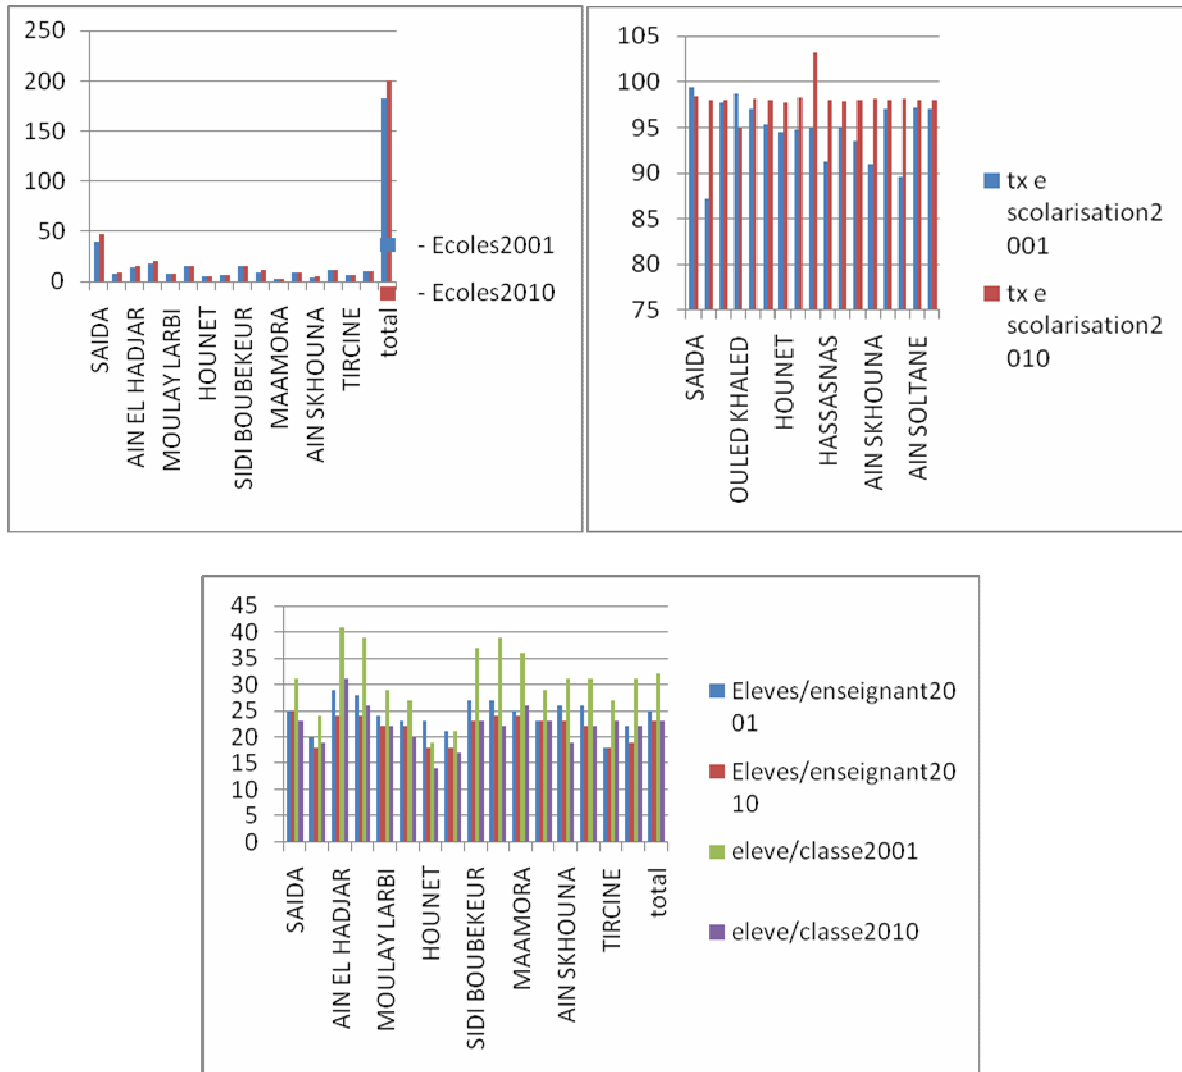 250
200
150
100
50
0
SAIDA
AIN EL HADJAR
MOULAY LARBI
HOUNET
SIDI BOUBEKEUR
MAAMORA
AIN SKHOUNA
TIRCINE
total
- Ecoles2001
- Ecoles2010
105
100
95
90
85
80
75
SAIDA
OULED KHALED
HOUNET
HASSASNAS
AIN SKHOUNA
AIN SOLTANE
tx e
scolarisation2
001
tx e
scolarisation2
010
45
40
35
30
25
20
15
10
5
0
SAIDA
AIN EL HADJAR
MOULAY LARBI
HOUNET
SIDI BOUBEKEUR
MAAMORA
AIN SKHOUNA
TIRCINE
total
Eleves/enseignant20
01
Eleves/enseignant20
10
eleve/classe2001
eleve/classe2010